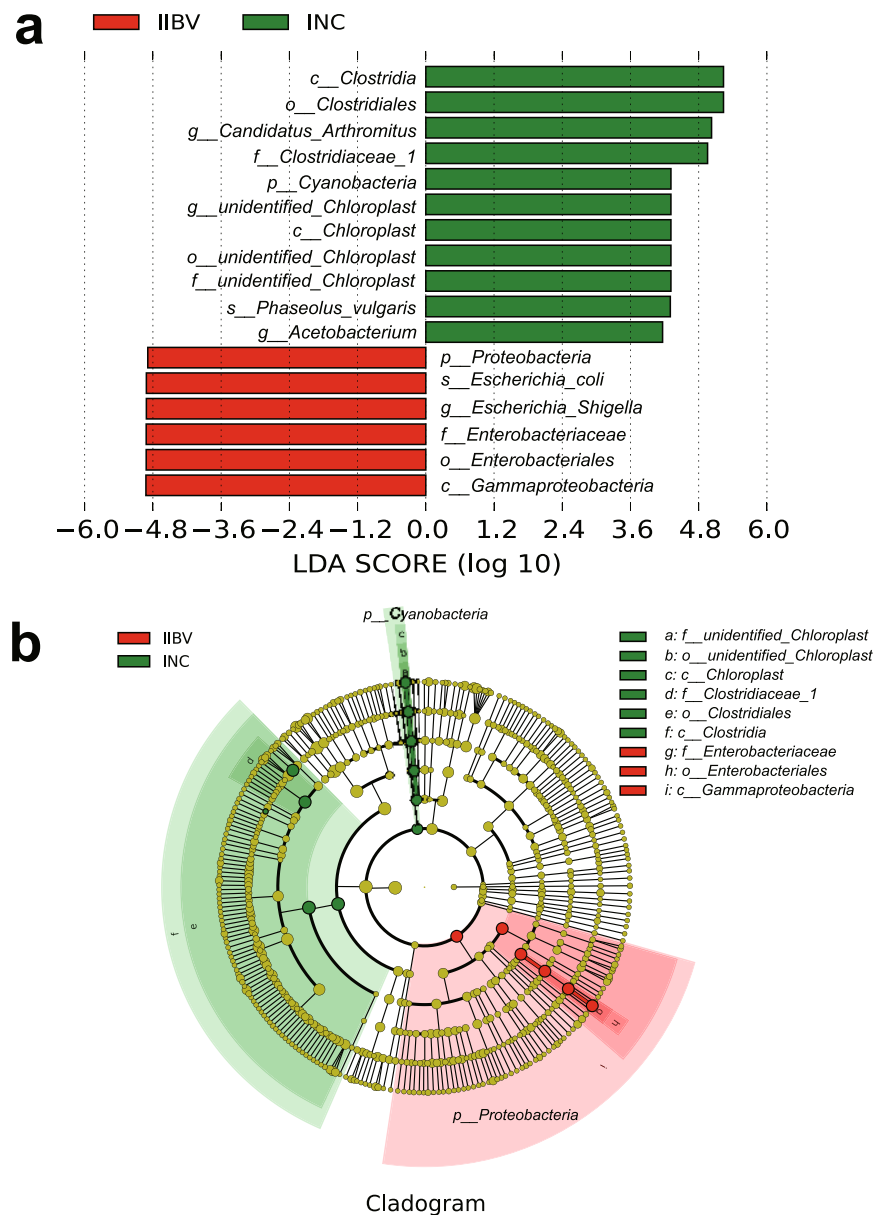 a
IIBV INC
c__Clostridia
o__Clostridiales
g__Candidatus_Arthromitus
f__Clostridiaceae_1
p__Cyanobacteria
g__unidentified_Chloroplast
c__Chloroplast
o__unidentified_Chloroplast
f__unidentified_Chloroplast
s__Phaseolus_vulgaris
g__Acetobacterium
p__Proteobacteria
s__Escherichia_coli
g__Escherichia_Shigella
f__Enterobacteriaceae
o__Enterobacteriales
c__Gammaproteobacteria
−6.0 −4.8 −3.6 −2.4 −1.2 0.0 1.2 2.4 3.6 4.8 6.0
LDA SCORE (log 10)
b
IIBV
INC
p__Cyanobacteria
c
b
a: f__unidentified_Chloroplast
b: o__unidentified_Chloroplast
c: c__Chloroplast
d: f__Clostridiaceae_1
e: o__Clostridiales
f: c__Clostridia
g: f__Enterobacteriaceae
h: o__Enterobacteriales
i: c__Gammaproteobacteria
d
f e
g
h
i
p__Proteobacteria
Cladogram